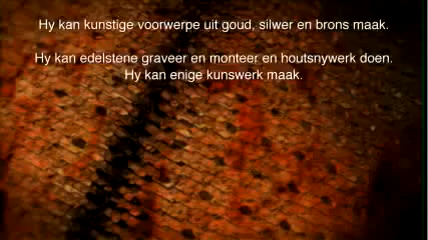 Hy kan kunstige voorwerpe uit goud, silwer en brons maak.
Hy kan edelstene graveer en monteer en houtsnywerk doen.
Hy kan enige kunswerk maak.